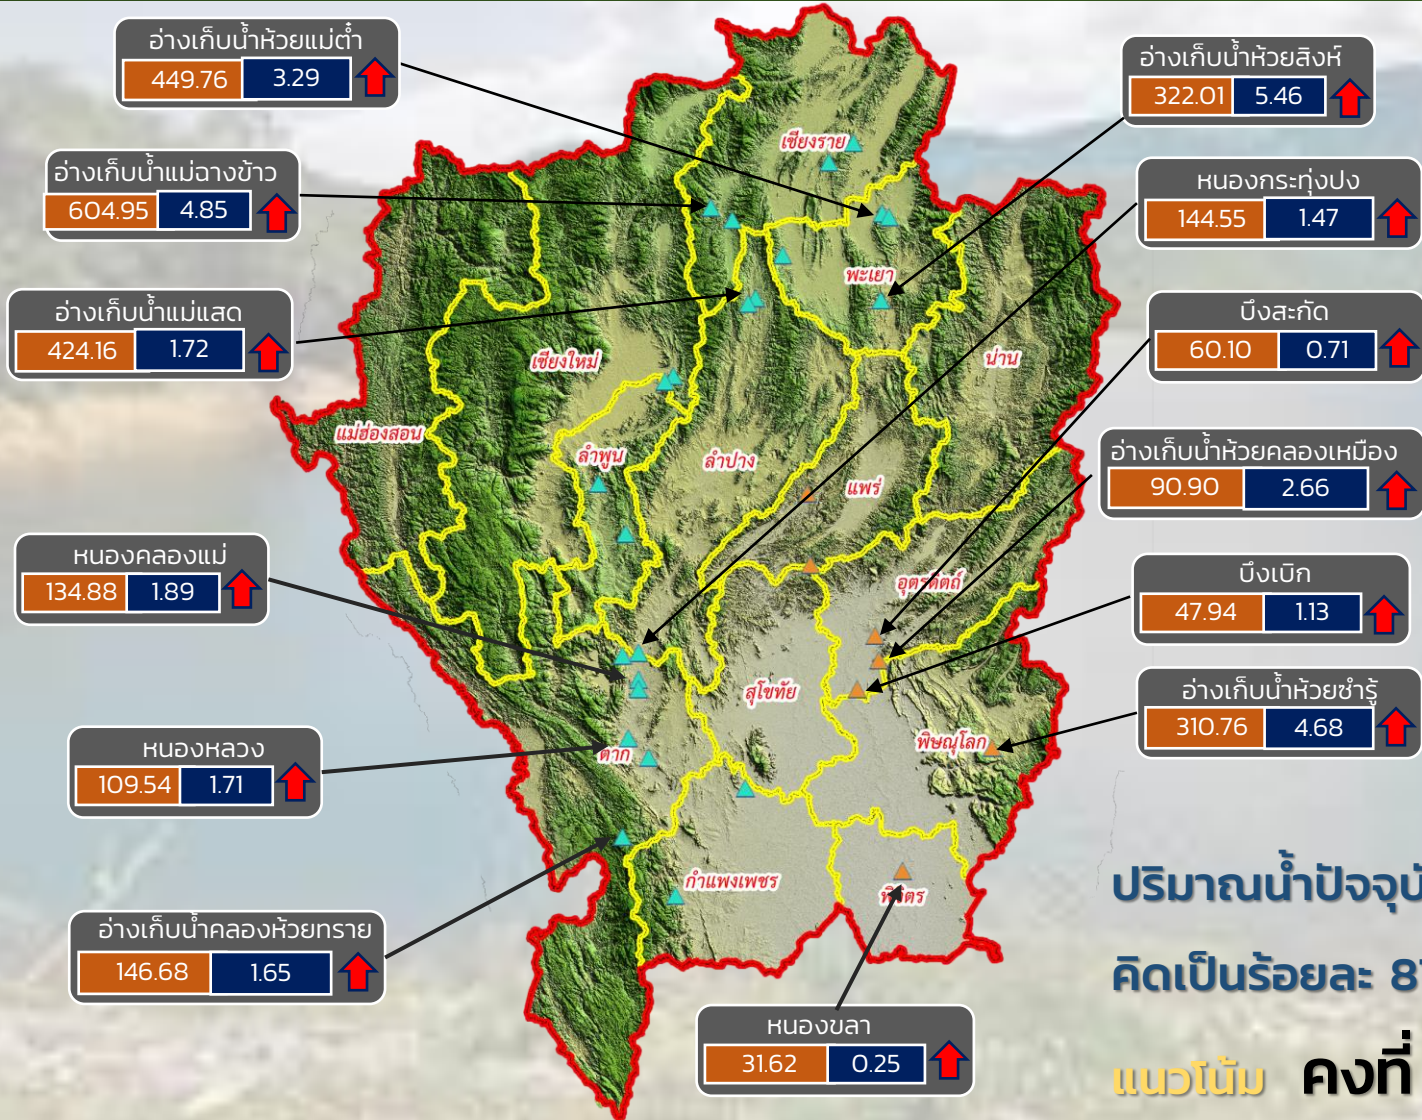 อ่างเก็บน้ำห้วยแม่ต๋ำ
449.76 3.29
อ่างเก็บน้ำห้วยสิงห์
322.01 5.46
อ่างเก็บน้ำแม่ฉางข้าว
604.95 4.85
หนองกระทุ่งปง
144.55 1.47
อ่างเก็บน้ำแม่แสด
424.16 1.72
บึงสะกัด
60.10 0.71
อ่างเก็บน้ำห้วยคลองเหมือง
90.90 2.66
หนองคลองแม่
134.88 1.89
บึงเบิก
47.94 1.13
อ่างเก็บน้ำห้วยซำรู้
310.76 4.68
หนองหลวง
109.54 1.71
อ่างเก็บน้ำคลองห้วยทราย
146.68 1.65
หนองขลา
31.62 0.25
เชียงราย
พะเยา
น่าน
เชียงใหม่
แม่ฮ่องสอน
ลำพูน
ลำปาง
แพร่
อุตรดิตถ์
สุโขทัย
พิษณุโลก
ตาก
กำแพงเพชร
ปริมาณน้ำปัจจุบั
คิดเป็นร้อยละ 8
แนวโน้ม คงที่